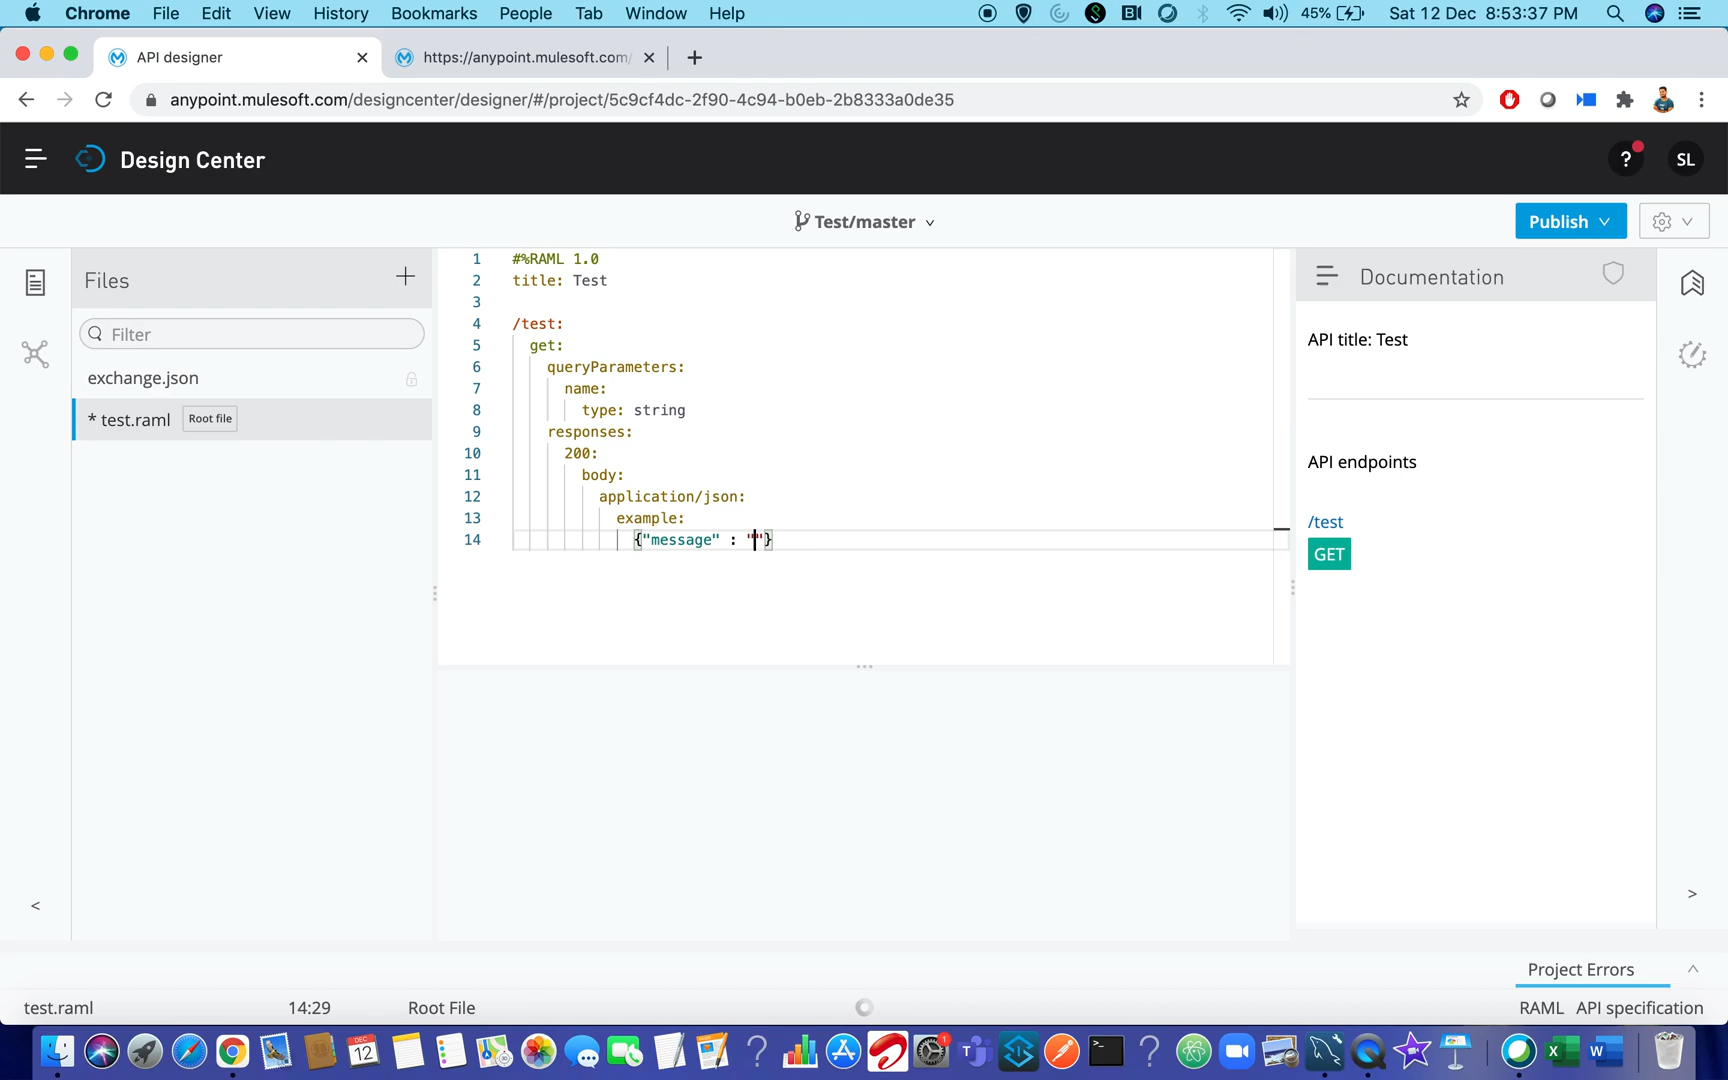 Chrome File Edit View History Bookmarks People Tab Window Help 45% Sat 12 Dec 8:53:37 PM
API designer https://anypoint.mulesoft.com/
anypoint.mulesoft.com/designcenter/designer/#/project/5c9cf4dc-2f90-4c94-b0eb-2b8333a0de35
Design Center ? SL
Test/master Publish
Files
Filter
exchange.json
* test.raml Root file
1 #%RAML 1.0
2 title: Test
3
4 /test:
5 get:
6 queryParameters:
7 name:
8 type: string
9 responses:
10 200:
11 body:
12 application/json:
13 example:
14 {"message" : ""}
Documentation
API title: Test
API endpoints
/test
GET
< >
Project Errors
test.raml 14:29 Root File RAML API specification
DEC
12
1